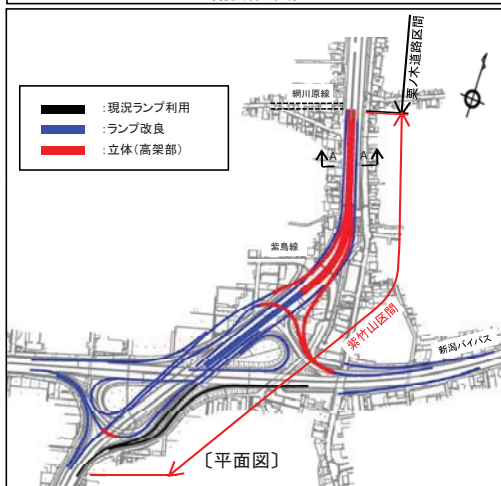 :現況ランプ利用
:ランプ改良
:立体(高架部)
網川原線
栗ノ木道路区間
A
A
紫鳥線
紫竹山区間
新潟バイパス
〔平面図〕